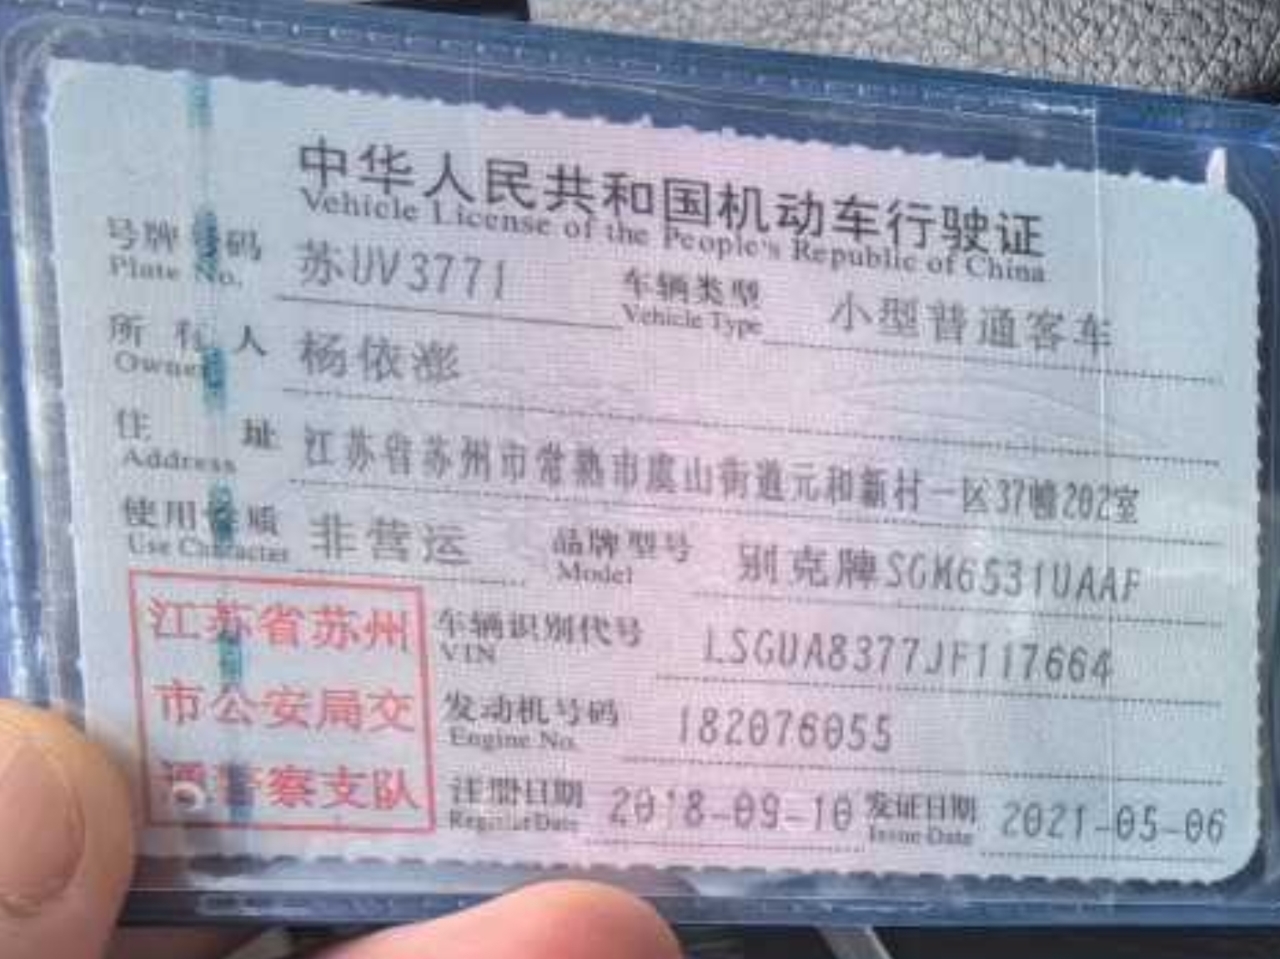 中华人民共和国机动车行驶证
Vehicle License of the People's Republic of China
号牌号码 苏UV3771 车辆类型 小型普通客车
Plate No. Vehicle Type
所有人 杨依澎
Owner
住址 江苏省苏州市常熟市虞山街道元和新村一区37幢202室
Address
使用性质 非营运 品牌型号 别克牌SGM6531UAAF
Use Character Model
江苏省苏州
市公安局交
通警察支队
车辆识别代号 LSGUA8377JF117664
VIN
发动机号码 182076055
Engine No.
注册日期 2018-09-10 发证日期 2021-05-06
Register Date Issue Date